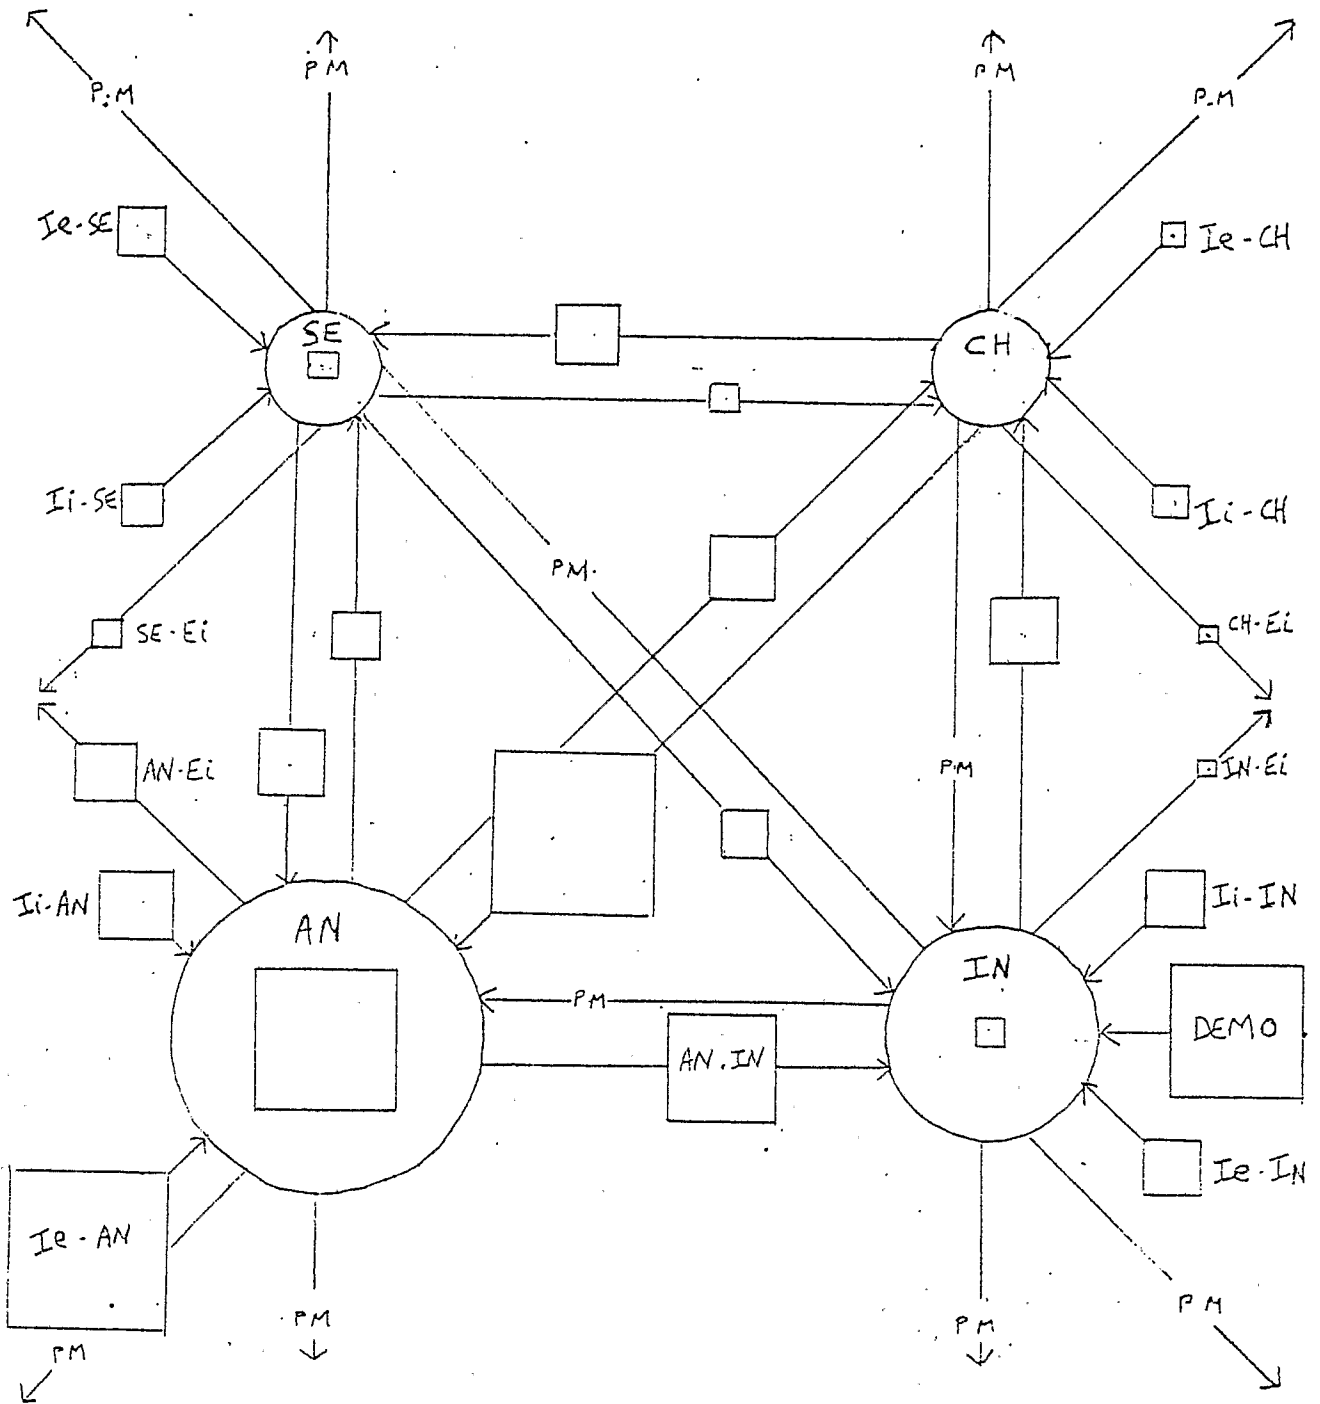 P.M
PM
PM
P.M
Ie-SE
Ie-CH
SE
CH
Ii-SE
Ii-CH
PM.
SE-Ei
CH-Ei
AN-Ei
PM
IN-Ei
Ii-AN
Ii-IN
AN
IN
PM
DEMO
AN.IN
Ie-IN
Ie-AN
PM
PM
PM
PM